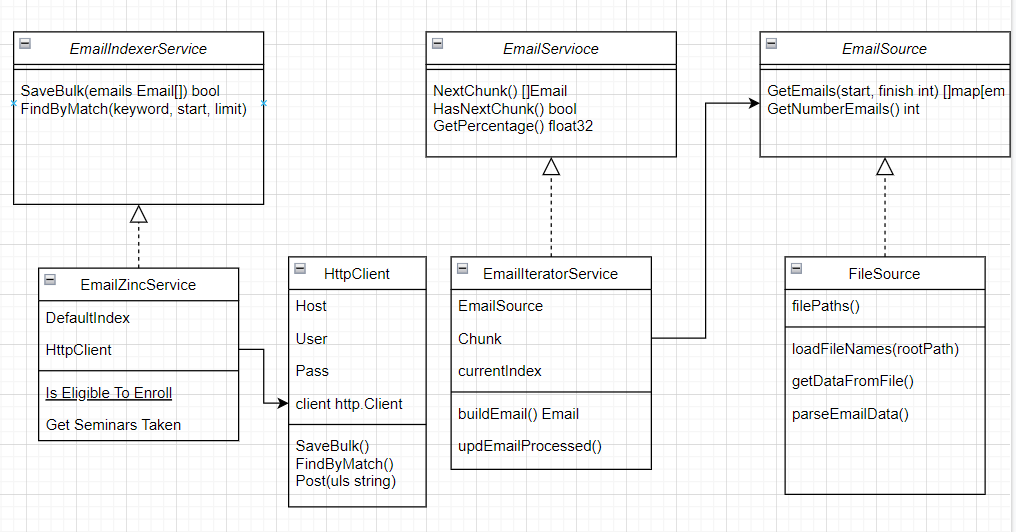 EmailIndexerService
SaveBulk(emails Email[]) bool
FindByMatch(keyword, start, limit)
EmailServioce
NextChunk() []Email
HasNextChunk() bool
GetPercentage() float32
EmailSource
GetEmails(start, finish int) []map[em
GetNumberEmails() int
EmailZincService
DefaultIndex
HttpClient
Is Eligible To Enroll
Get Seminars Taken
HttpClient
Host
User
Pass
client http.Client
SaveBulk()
FindByMatch()
Post(uls string)
EmailIteratorService
EmailSource
Chunk
currentIndex
buildEmail() Email
updEmailProcessed()
FileSource
filePaths()
loadFileNames(rootPath)
getDataFromFile()
parseEmailData()